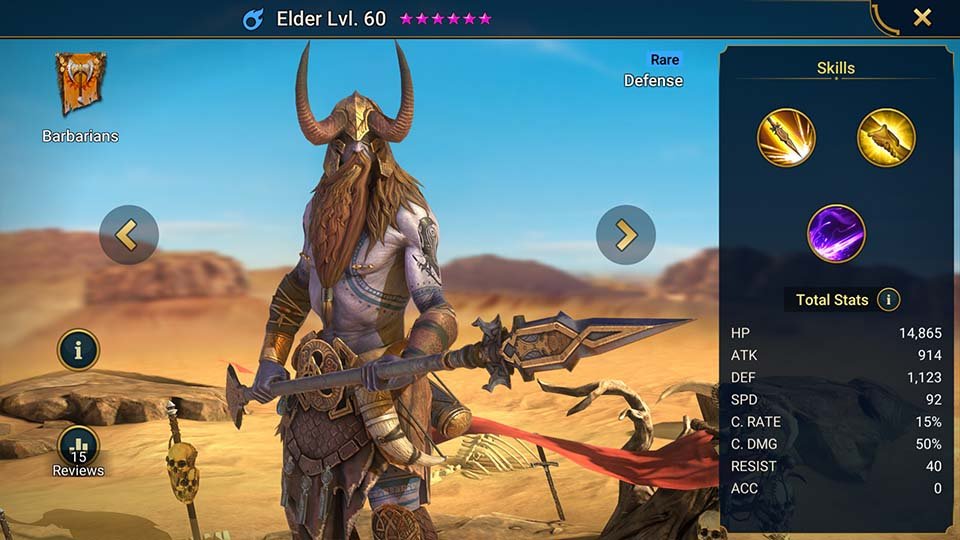 Elder Lvl. 60
Barbarians
Rare
Defense
15
Reviews
Skills
Total Stats
HP 14,865
ATK 914
DEF 1,123
SPD 92
C. RATE 15%
C. DMG 50%
RESIST 40
ACC 0